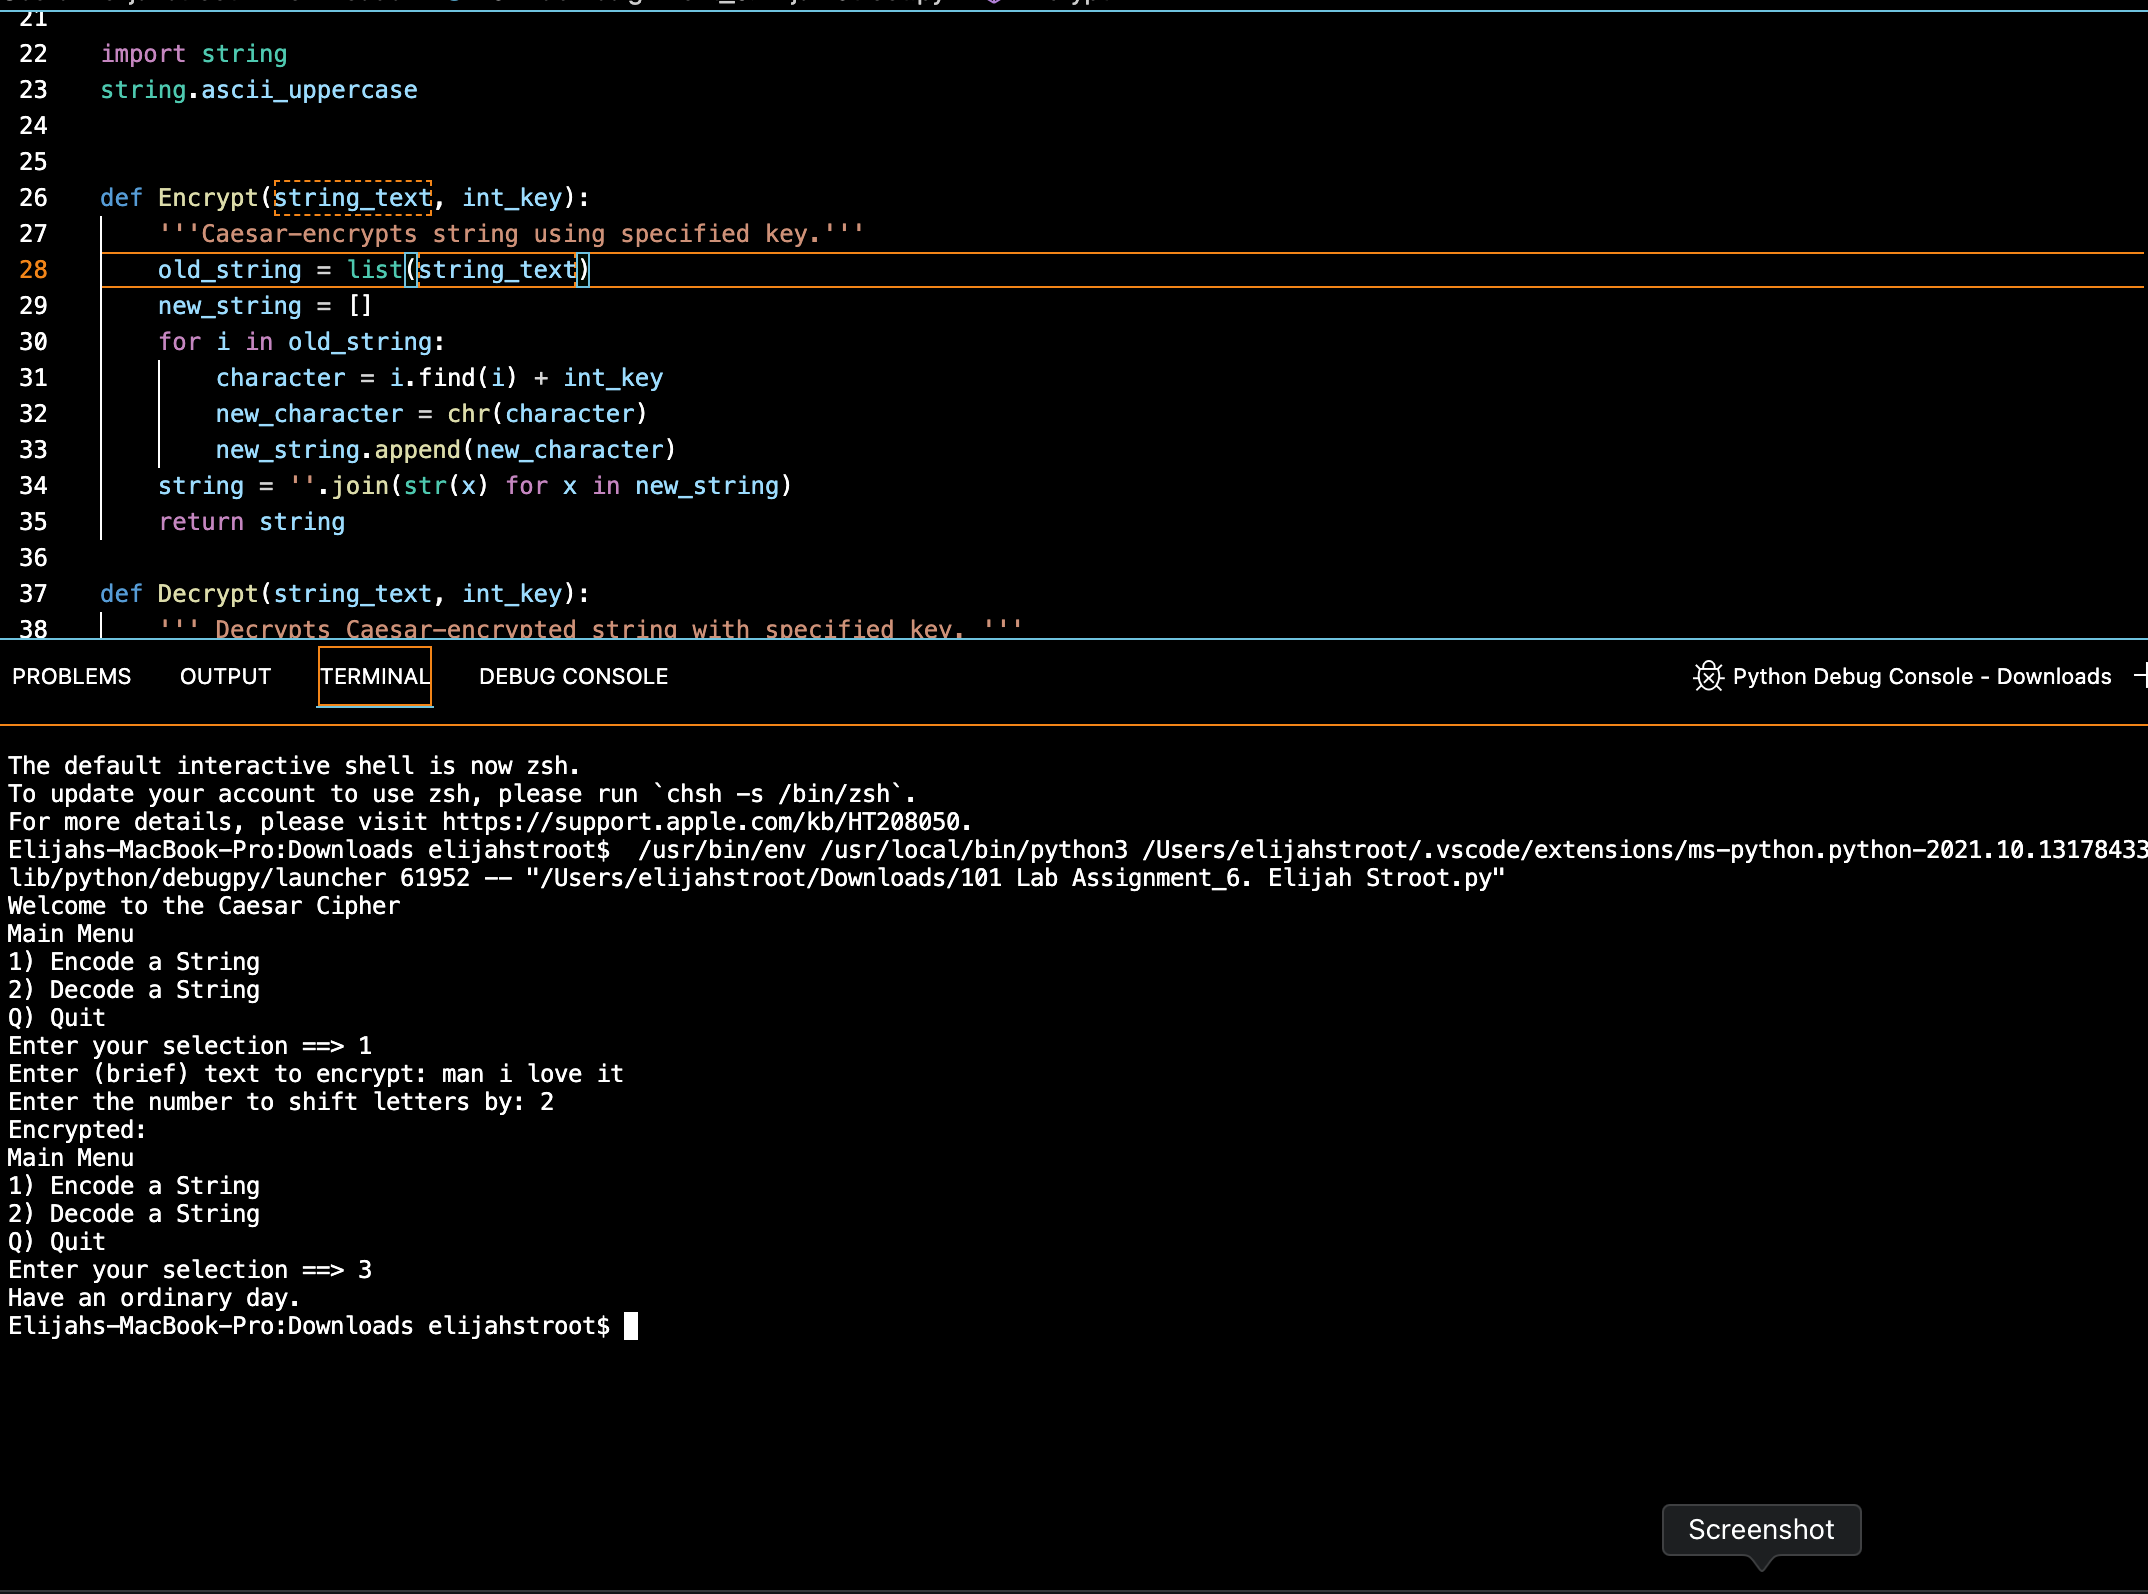 21
22 import string
23 string.ascii_uppercase
24
25
26 def Encrypt(string_text, int_key):
27 '''Caesar-encrypts string using specified key.'''
28 old_string = list(string_text)
29 new_string = []
30 for i in old_string:
31 character = i.find(i) + int_key
32 new_character = chr(character)
33 new_string.append(new_character)
34 string = ''.join(str(x) for x in new_string)
35 return string
36
37 def Decrypt(string_text, int_key):
38 ''' Decrypts Caesar-encrypted string with specified key. '''
PROBLEMS OUTPUT TERMINAL DEBUG CONSOLE Python Debug Console - Downloads
The default interactive shell is now zsh.
To update your account to use zsh, please run `chsh -s /bin/zsh`.
For more details, please visit https://support.apple.com/kb/HT208050.
Elijahs-MacBook-Pro:Downloads elijahstroot$ /usr/bin/env /usr/local/bin/python3 /Users/elijahstroot/.vscode/extensions/ms-python.python-2021.10.13178433
lib/python/debugpy/launcher 61952 -- "/Users/elijahstroot/Downloads/101 Lab Assignment_6. Elijah Stroot.py"
Welcome to the Caesar Cipher
Main Menu
1) Encode a String
2) Decode a String
Q) Quit
Enter your selection ==> 1
Enter (brief) text to encrypt: man i love it
Enter the number to shift letters by: 2
Encrypted:
Main Menu
1) Encode a String
2) Decode a String
Q) Quit
Enter your selection ==> 3
Have an ordinary day.
Elijahs-MacBook-Pro:Downloads elijahstroot$
Screenshot